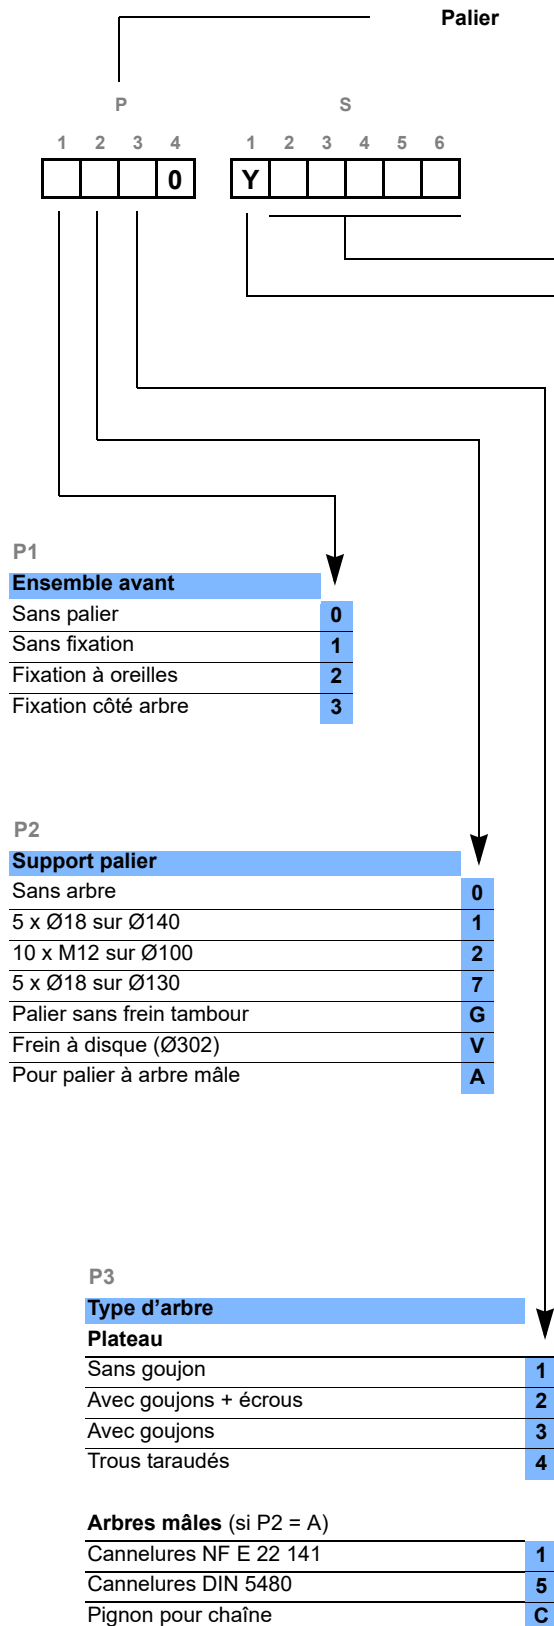 Palier
P S
1 2 3 4 1 2 3 4 5 6
0 Y
P1
Ensemble avant
Sans palier 0
Sans fixation 1
Fixation à oreilles 2
Fixation côté arbre 3
P2
Support palier
Sans arbre 0
5 x Ø18 sur Ø140 1
10 x M12 sur Ø100 2
5 x Ø18 sur Ø130 7
Palier sans frein tambour G
Frein à disque (Ø302) V
Pour palier à arbre mâle A
P3
Type d’arbre
Plateau
Sans goujon 1
Avec goujons + écrous 2
Avec goujons 3
Trous taraudés 4
Arbres mâles (si P2 = A)
Cannelures NF E 22 141 1
Cannelures DIN 5480 5
Pignon pour chaîne C